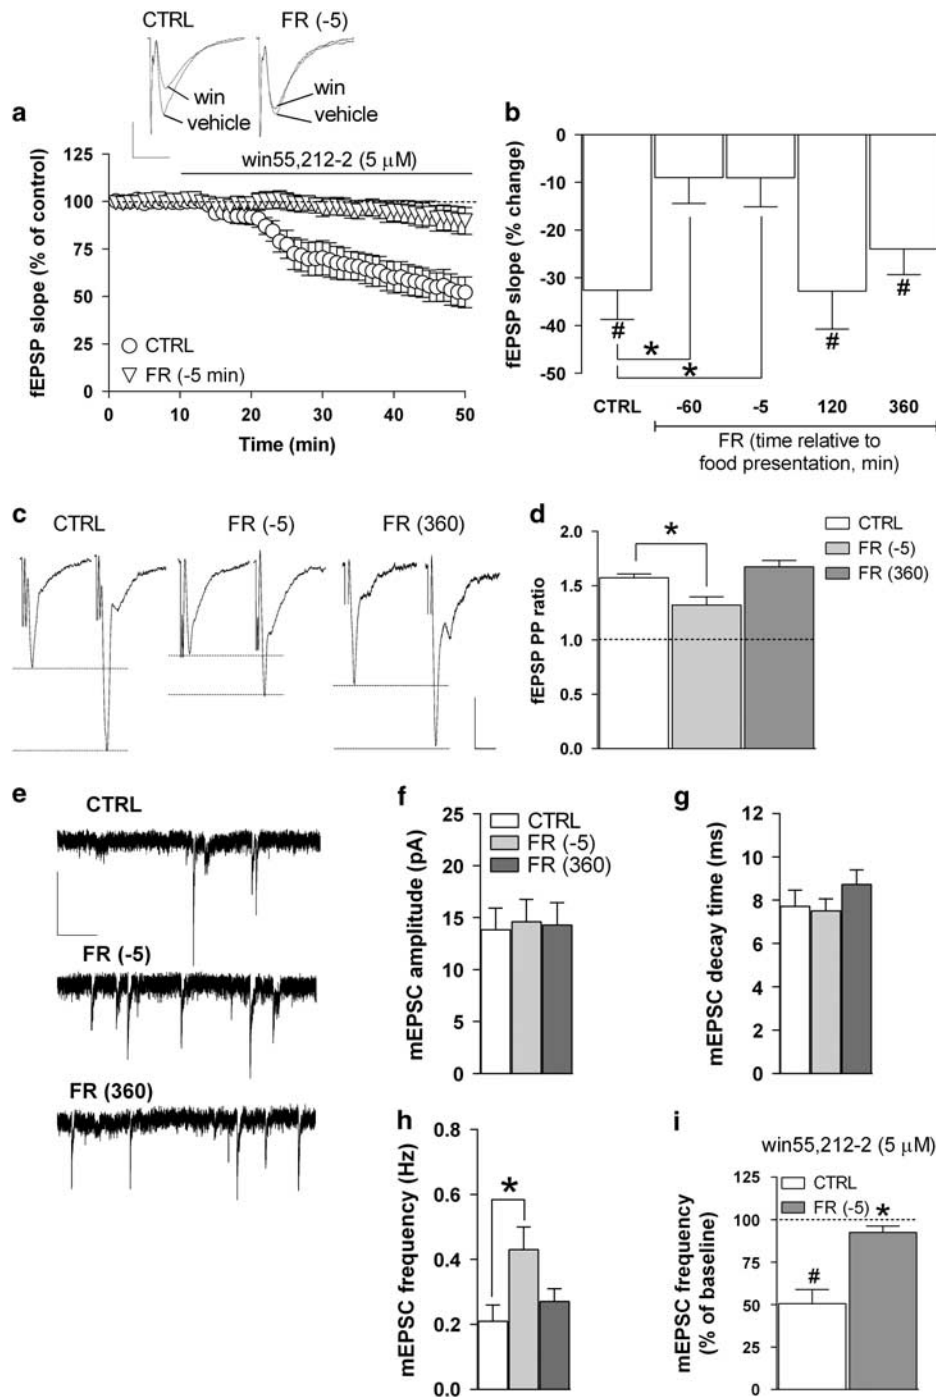 CTRL
FR (-5)
win
vehicle
win
vehicle
a
win55,212-2 (5 μM)
fEPSP slope (% of control)
125
100
75
50
25
0
CTRL
FR (-5 min)
0 10 20 30 40 50
Time (min)
b
fEPSP slope (% change)
0
-10
-20
-30
-40
-50
#
#
#
*
*
CTRL -60 -5 120 360
FR (time relative to
food presentation, min)
c
CTRL
FR (-5)
FR (360)
d
fEPSP PP ratio
2.0
1.5
1.0
0.5
0.0
*
CTRL
FR (-5)
FR (360)
e
CTRL
FR (-5)
FR (360)
f
mEPSC amplitude (pA)
25
20
15
10
5
0
CTRL
FR (-5)
FR (360)
g
mEPSC decay time (ms)
12
10
8
6
4
2
0
h
mEPSC frequency (Hz)
0.8
0.6
0.4
0.2
0.0
*
i
win55,212-2 (5 μM)
mEPSC frequency
(% of baseline)
125
100
75
50
25
0
CTRL
FR (-5)
#
*